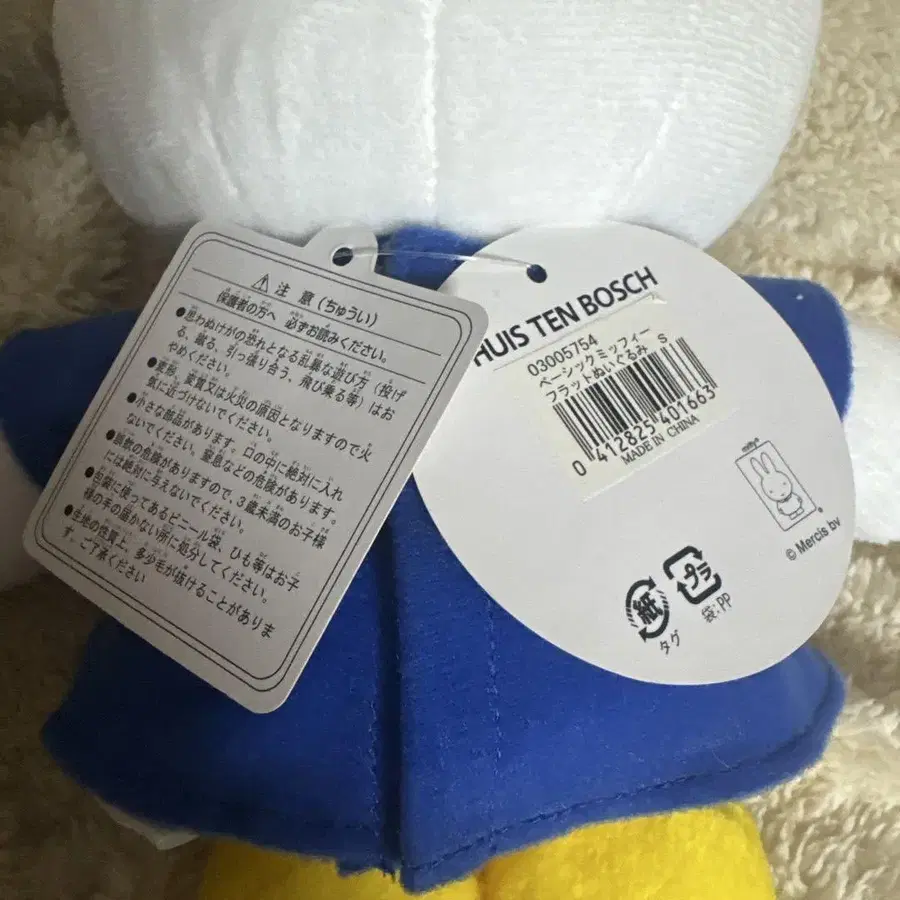 注意（ちゅうい）
保護者の方へ 必ずお読みください。
●思わぬけがの恐れとなる乱暴な遊び方（投げ
る、蹴る、引っ張り合う、飛び乗る等）はお
やめください。
●変形、変質又は火災の原因となりますので火
気に近づけないでください。
●小さな部品があります。口の中に絶対に入れ
ないでください。窒息などの危険があります。
●誤飲の危険がありますので、3歳未満のお子様
には絶対に与えないでください。
●包装に使ってあるビニール袋、ひも等はお子
様の手の届かない所に処分してください。
●生地の性質上、多少毛が抜けることがありま
す。ご了承ください
HUIS TEN BOSCH
03005754
ベーシックミッフィー
フラットぬいぐるみ S
0 412825 401663
MADE IN CHINA
miffy
© Mercis bv
紙
タグ
プラ
袋:PP